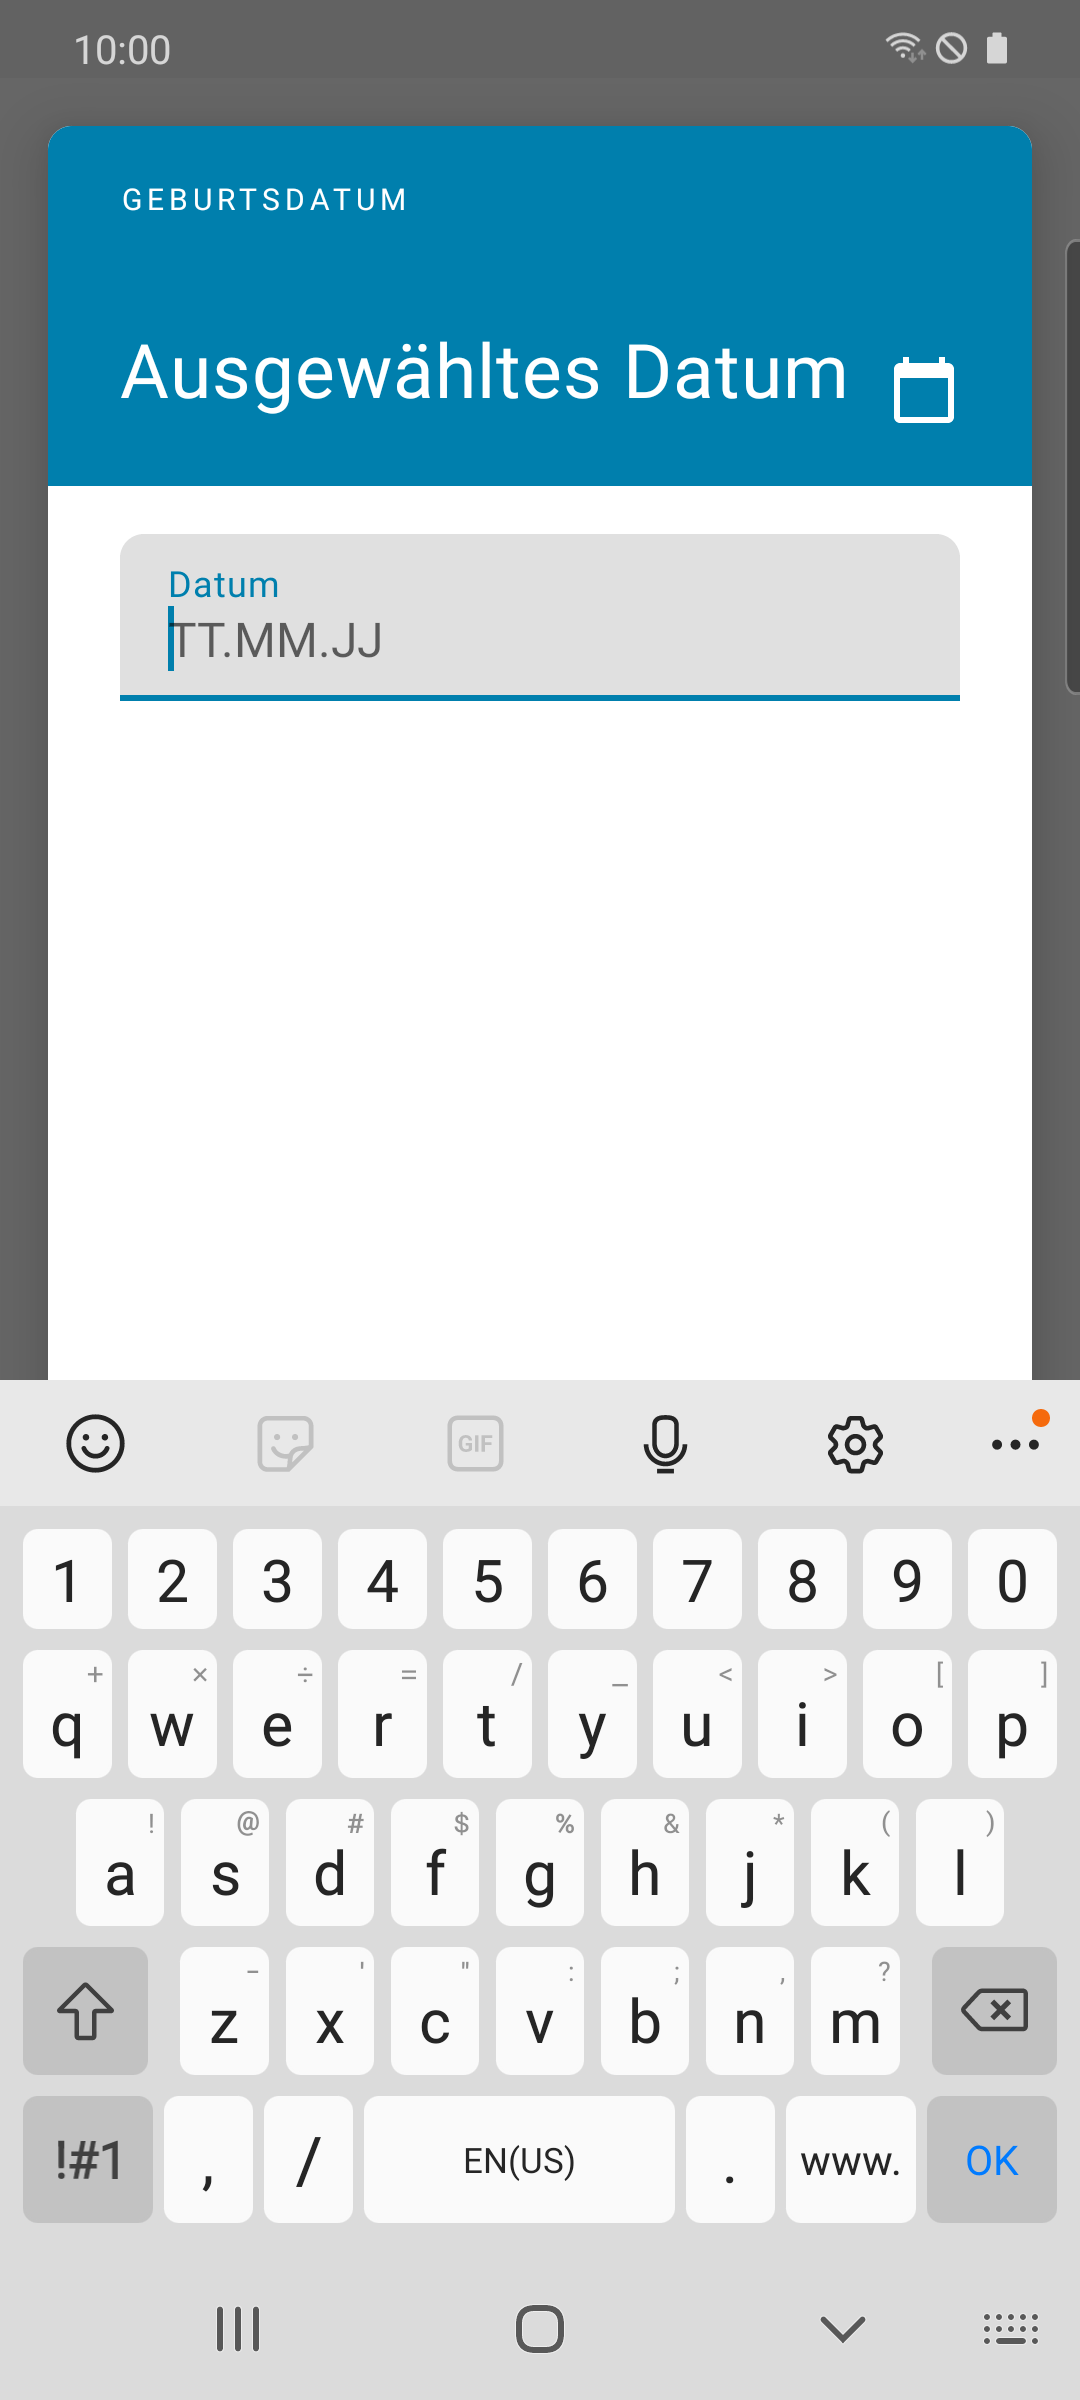 10:00
GEBURTSDATUM
Ausgewähltes Datum
Datum
TT.MM.JJ
GIF
1 2 3 4 5 6 7 8 9 0
+ × ÷ = / _ < > [ ]
q w e r t y u i o p
! @ # $ % & * ( )
a s d f g h j k l
- ' " : ; , ?
z x c v b n m
!#1 , / EN(US) . www. OK